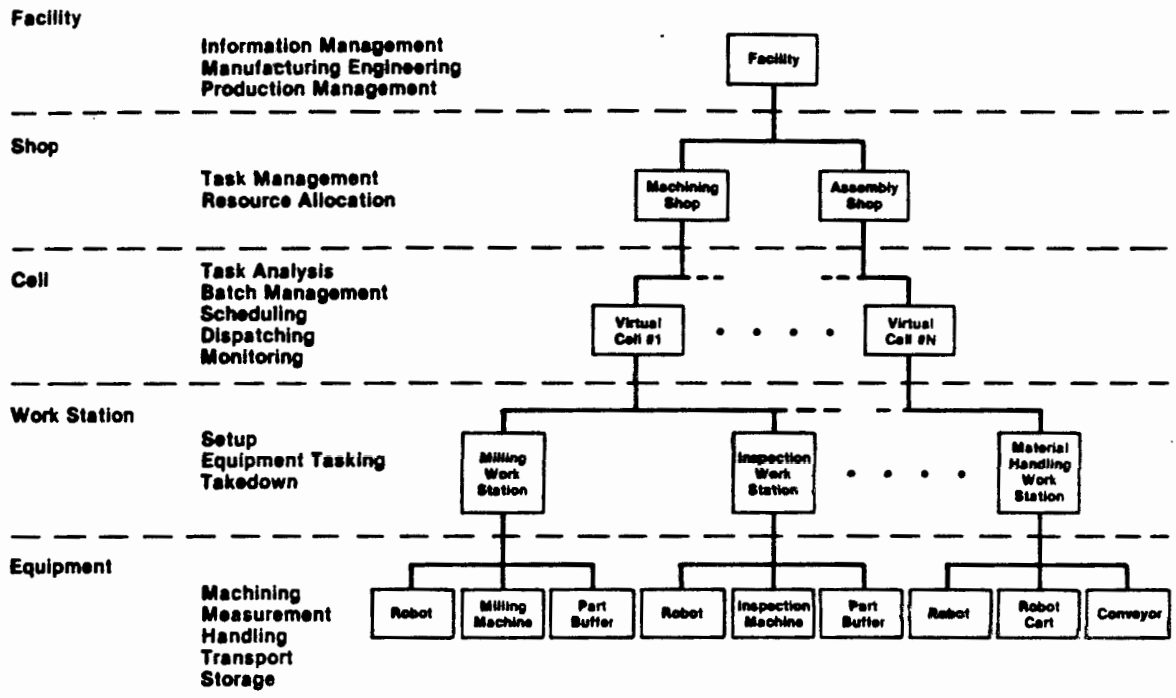 Facility
Information Management
Manufacturing Engineering
Production Management
Facility
Shop
Task Management
Resource Allocation
Machining
Shop
Assembly
Shop
Cell
Task Analysis
Batch Management
Scheduling
Dispatching
Monitoring
Virtual
Cell #1
Virtual
Cell #N
Work Station
Setup
Equipment Tasking
Takedown
Milling
Work
Station
Inspection
Work
Station
Material
Handling
Work
Station
Equipment
Machining
Measurement
Handling
Transport
Storage
Robot
Milling
Machine
Part
Buffer
Robot
Inspection
Machine
Part
Buffer
Robot
Robot
Cart
Conveyor